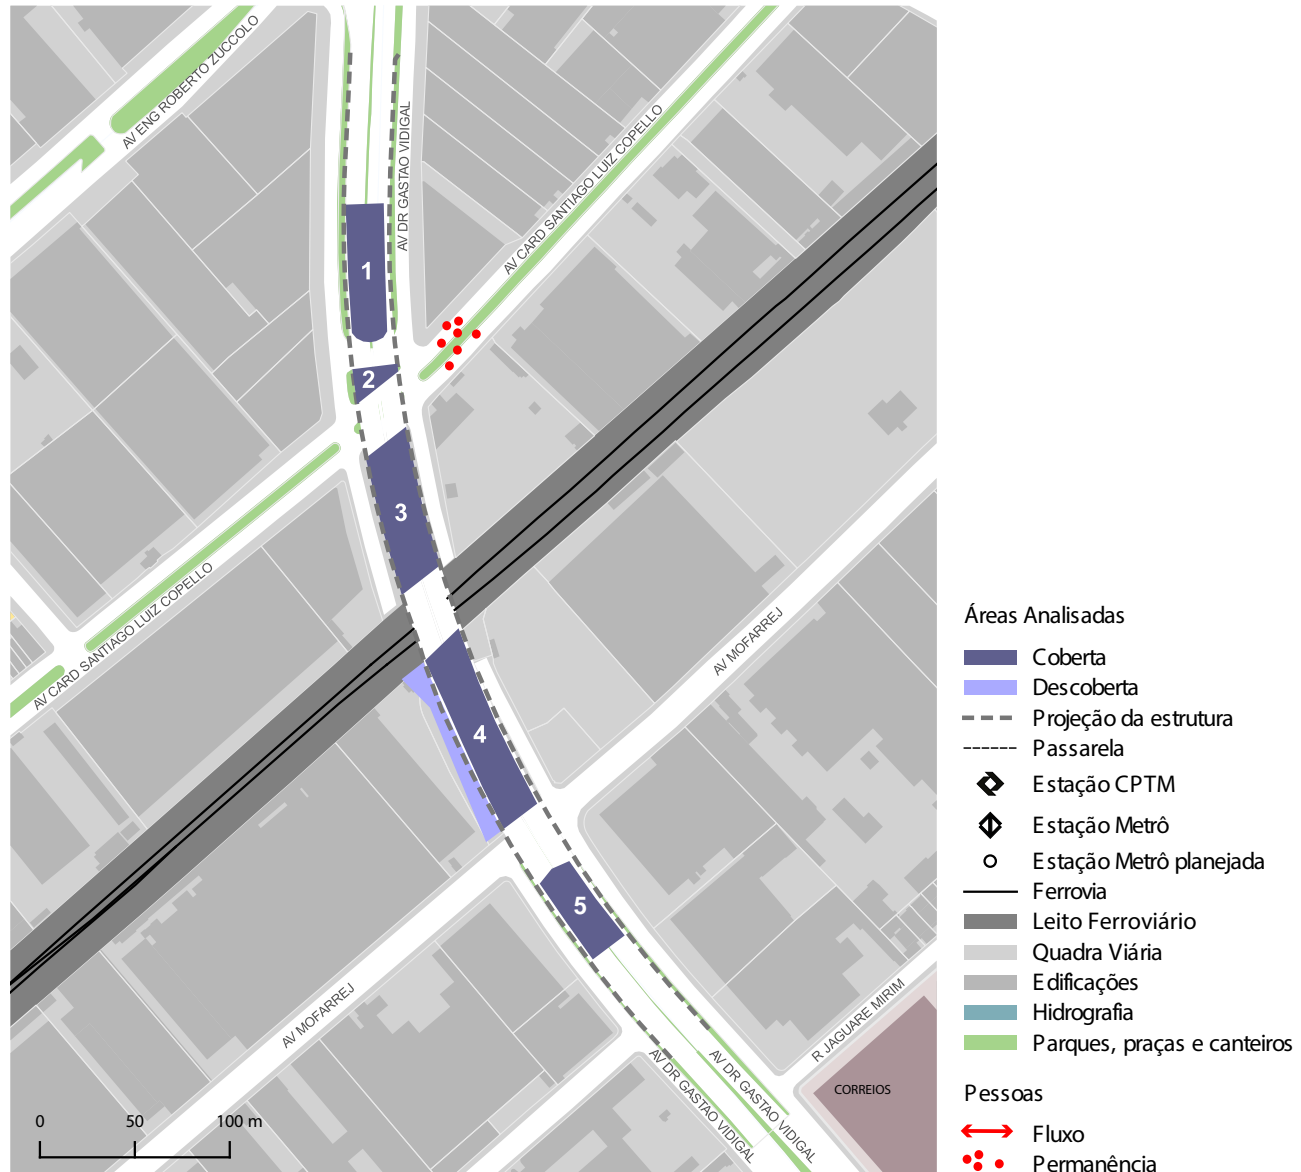 AV ENG ROBERTO ZUCCOLO
AV DR GASTAO VIDIGAL
AV CARD SANTIAGO LUIZ COPELLO
1
2
3
4
5
AV CARD SANTIAGO LUIZ COPELLO
AV MOFARREJ
AV MOFARREJ
R JAGUARE MIRIM
AV DR GASTAO VIDIGAL
AV DR GASTAO VIDIGAL
CORREIOS
0 50 100 m
Áreas Analisadas
Coberta
Descoberta
Projeção da estrutura
Passarela
Estação CPTM
Estação Metrô
Estação Metrô planejada
Ferrovia
Leito Ferroviário
Quadra Viária
Edificações
Hidrografia
Parques, praças e canteiros
Pessoas
Fluxo
Permanência